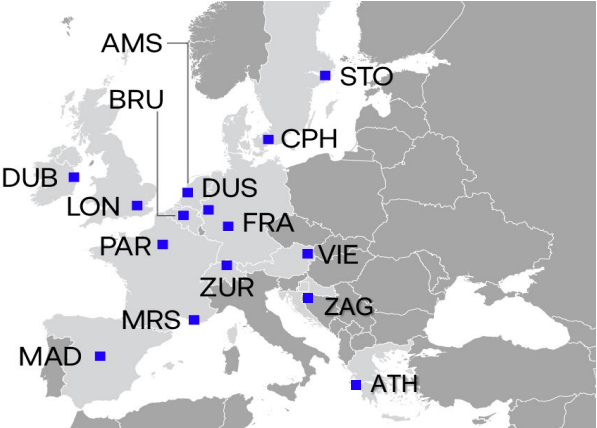 AMS
STO
BRU
CPH
DUB
DUS
LON
FRA
PAR
VIE
ZUR
ZAG
MRS
MAD
ATH